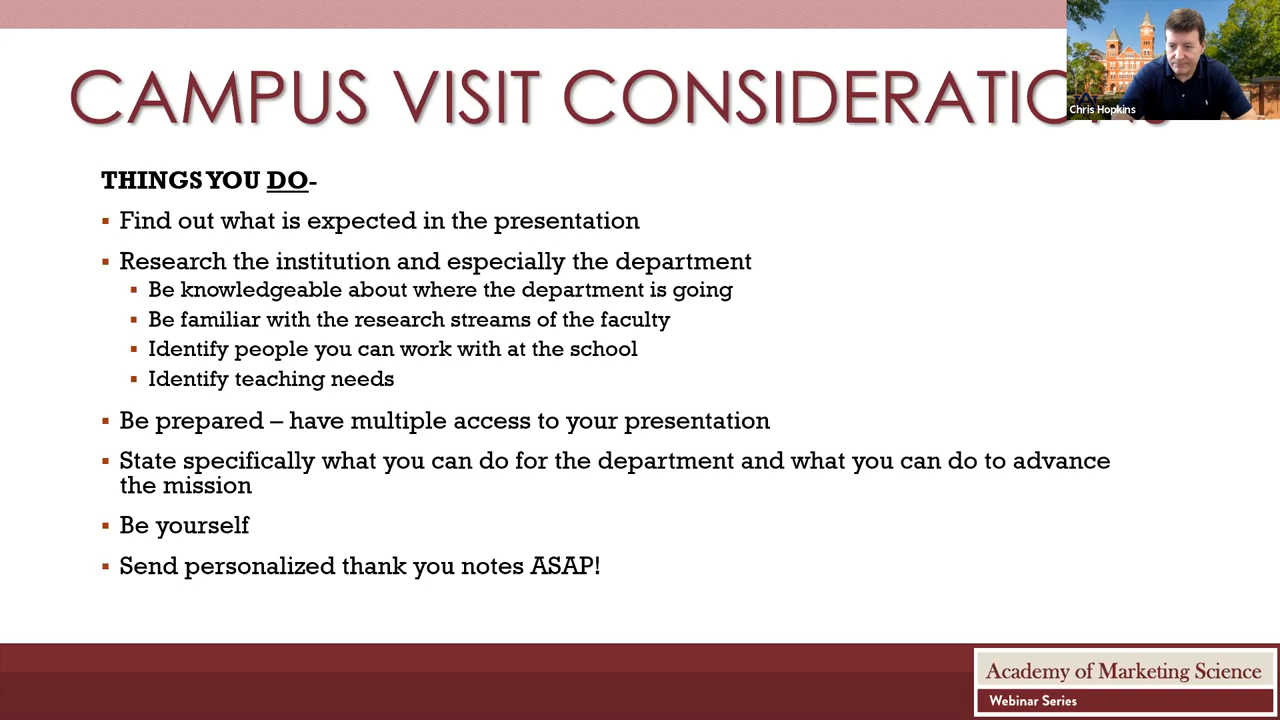 CAMPUS VISIT CONSIDERATIONS
Chris Hopkins
THINGS YOU DO-
Find out what is expected in the presentation
Research the institution and especially the department
Be knowledgeable about where the department is going
Be familiar with the research streams of the faculty
Identify people you can work with at the school
Identify teaching needs
Be prepared – have multiple access to your presentation
State specifically what you can do for the department and what you can do to advance
the mission
Be yourself
Send personalized thank you notes ASAP!
Academy of Marketing Science
Webinar Series